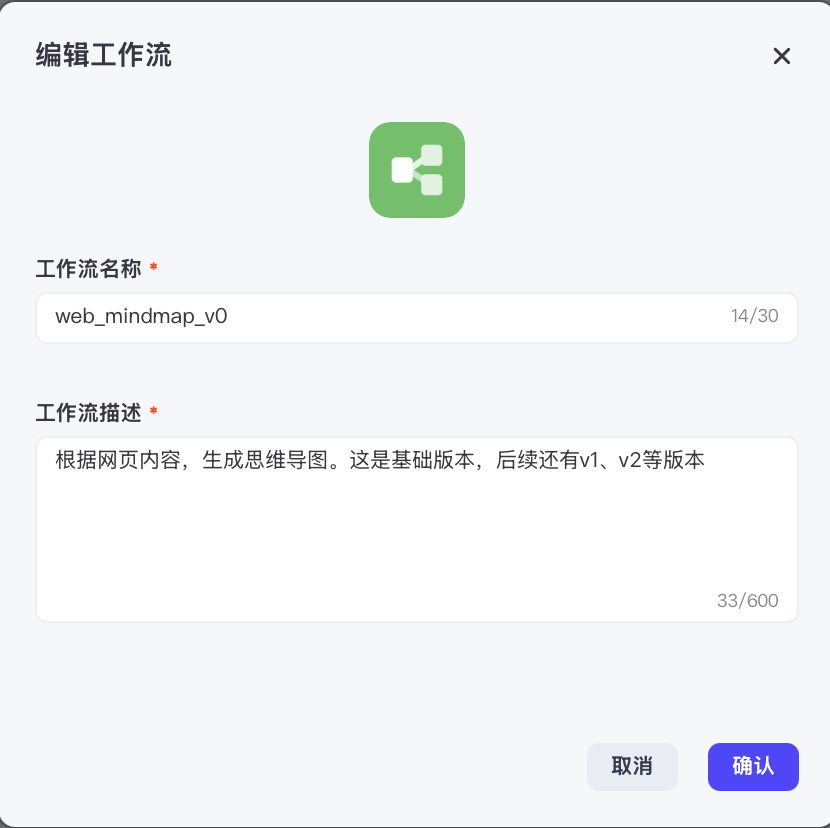 编辑工作流
工作流名称 *
web_mindmap_v0
14/30
工作流描述 *
根据网页内容，生成思维导图。这是基础版本，后续还有v1、v2等版本
33/600
取消
确认